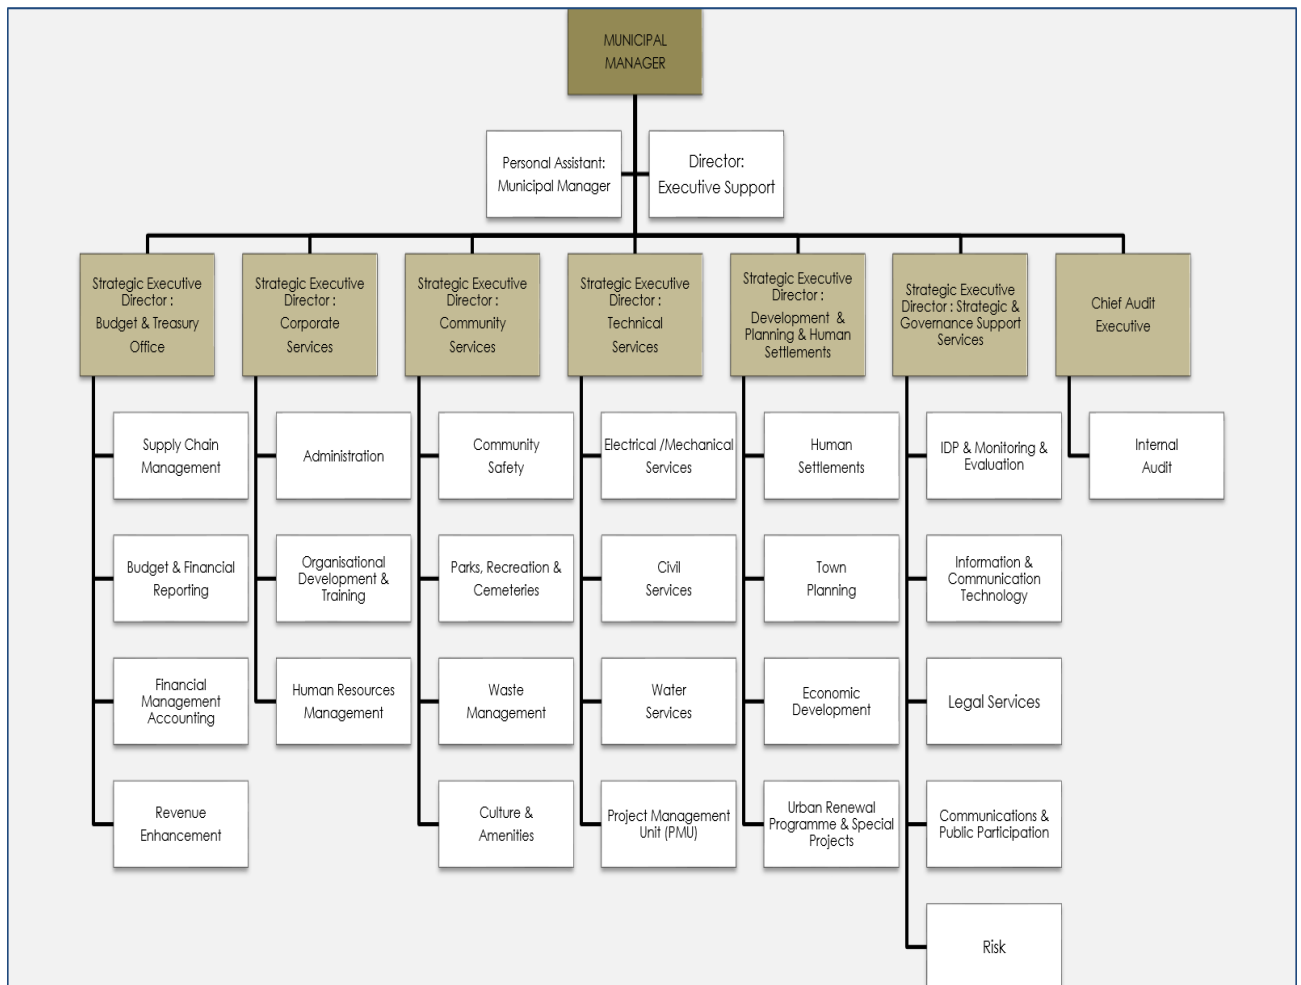 MUNICIPAL
MANAGER
Personal Assistant:
Municipal Manager
Director:
Executive Support
Strategic Executive
Director :
Budget & Treasury
Office
Strategic Executive
Director :
Corporate
Services
Strategic Executive
Director :
Community
Services
Strategic Executive
Director :
Technical
Services
Strategic Executive
Director :
Development &
Planning & Human
Settlements
Strategic Executive
Director : Strategic &
Governance Support
Services
Chief Audit
Executive
Supply Chain
Management
Administration
Community
Safety
Electrical /Mechanical
Services
Human
Settlements
IDP & Monitoring &
Evaluation
Internal
Audit
Budget & Financial
Reporting
Organisational
Development &
Training
Parks, Recreation &
Cemeteries
Civil
Services
Town
Planning
Information &
Communication
Technology
Financial
Management
Accounting
Human Resources
Management
Waste
Management
Water
Services
Economic
Development
Legal Services
Revenue
Enhancement
Culture &
Amenities
Project Management
Unit (PMU)
Urban Renewal
Programme & Special
Projects
Communications &
Public Participation
Risk